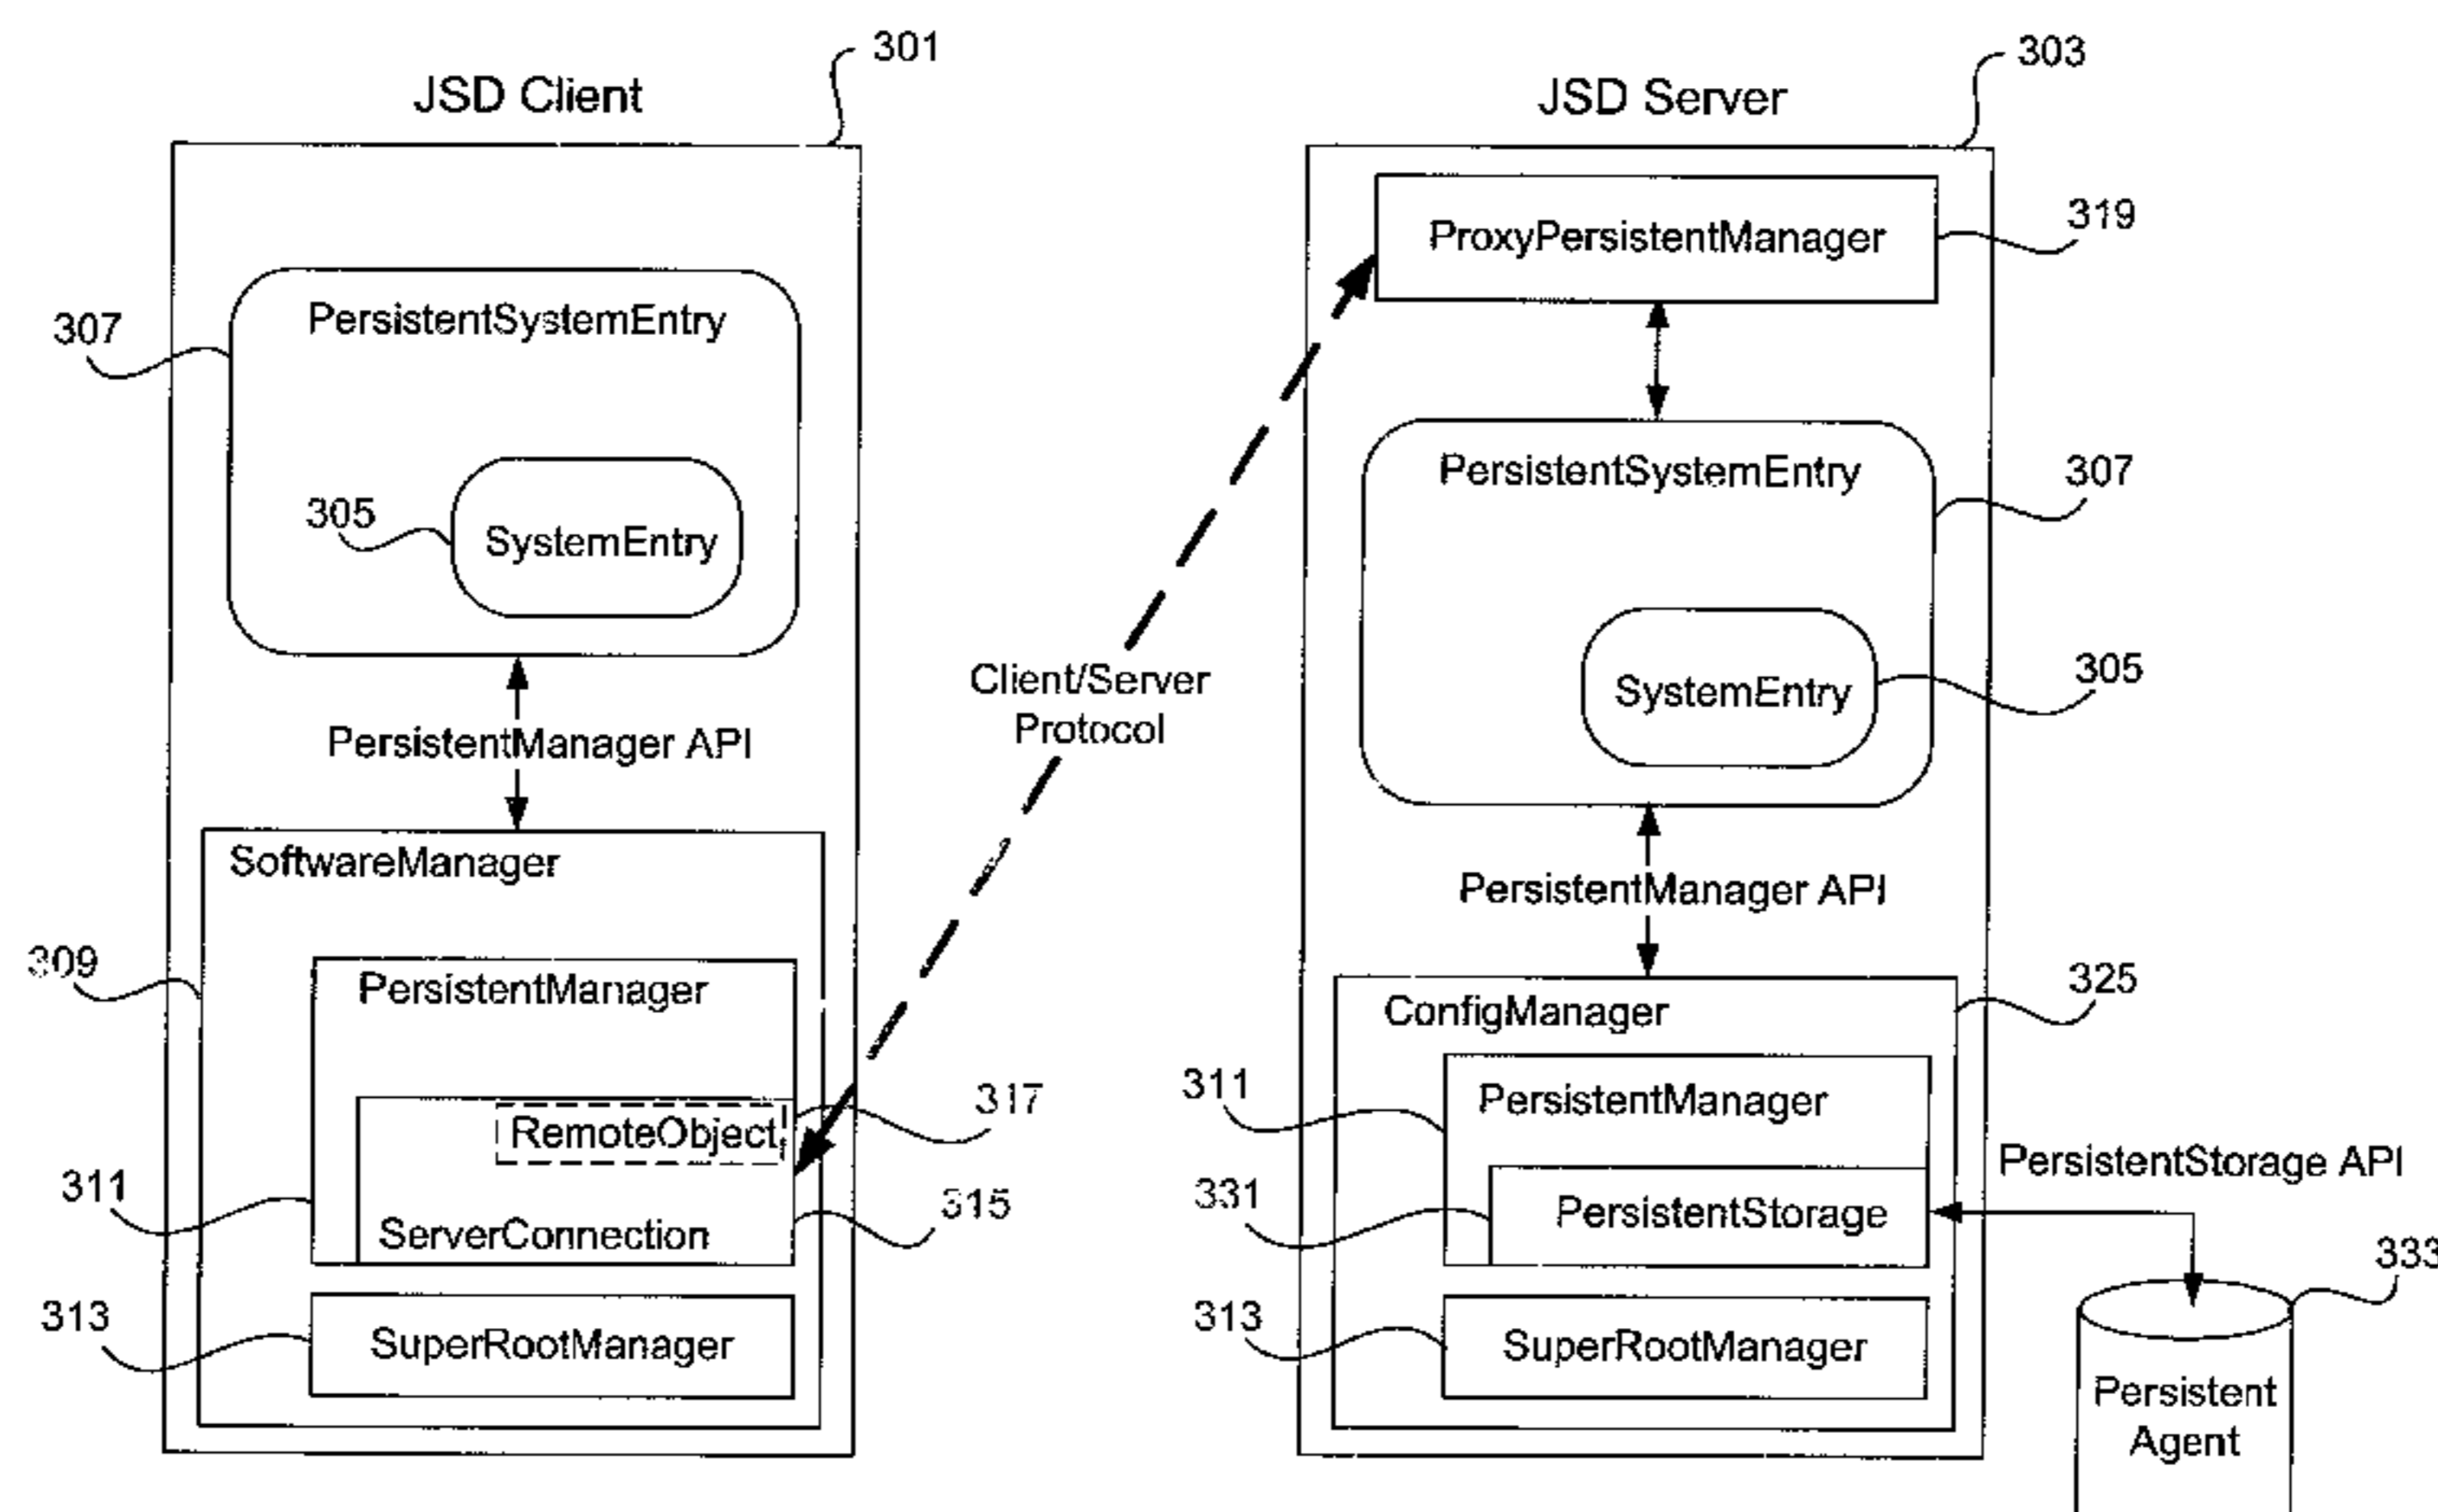 JSD Client
301
307
PersistentSystemEntry
305
SystemEntry
PersistentManager API
SoftwareManager
309
PersistentManager
317
RemoteObject
311
315
ServerConnection
313
SuperRootManager
Client/Server
Protocol
JSD Server
303
ProxyPersistentManager
319
PersistentSystemEntry
307
305
SystemEntry
PersistentManager API
325
ConfigManager
311
PersistentManager
PersistentStorage API
331
PersistentStorage
333
313
SuperRootManager
Persistent
Agent